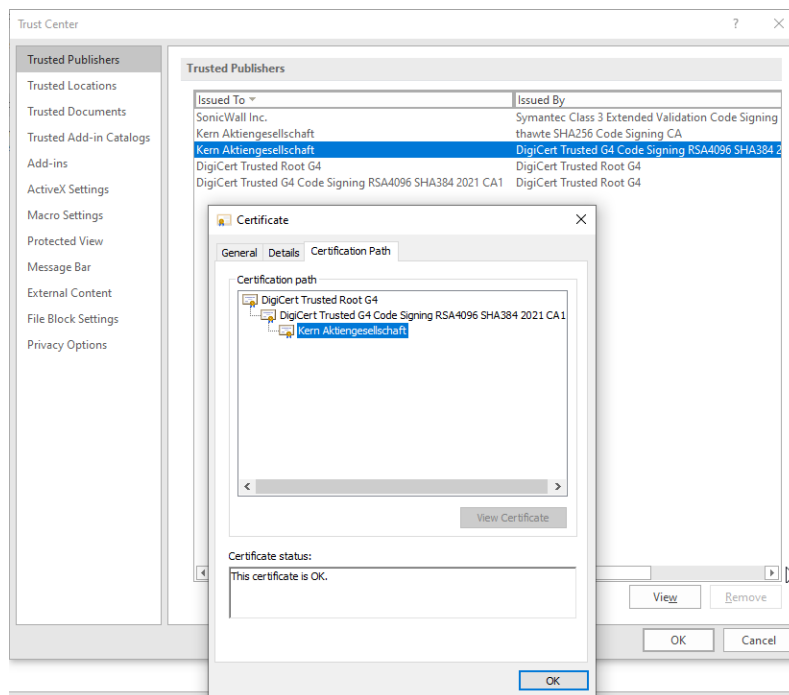 Trust Center
?
Trusted Publishers
Trusted Locations
Trusted Documents
Trusted Add-in Catalogs
Add-ins
ActiveX Settings
Macro Settings
Protected View
Message Bar
External Content
File Block Settings
Privacy Options
Trusted Publishers
Issued To Issued By
SonicWall Inc. Symantec Class 3 Extended Validation Code Signing
Kern Aktiengesellschaft thawte SHA256 Code Signing CA
Kern Aktiengesellschaft DigiCert Trusted G4 Code Signing RSA4096 SHA384 2
DigiCert Trusted Root G4 DigiCert Trusted Root G4
DigiCert Trusted G4 Code Signing RSA4096 SHA384 2021 CA1 DigiCert Trusted Root G4
Certificate
General Details Certification Path
Certification path
DigiCert Trusted Root G4
DigiCert Trusted G4 Code Signing RSA4096 SHA384 2021 CA1
Kern Aktiengesellschaft
View Certificate
Certificate status:
This certificate is OK.
OK
View Remove
OK Cancel